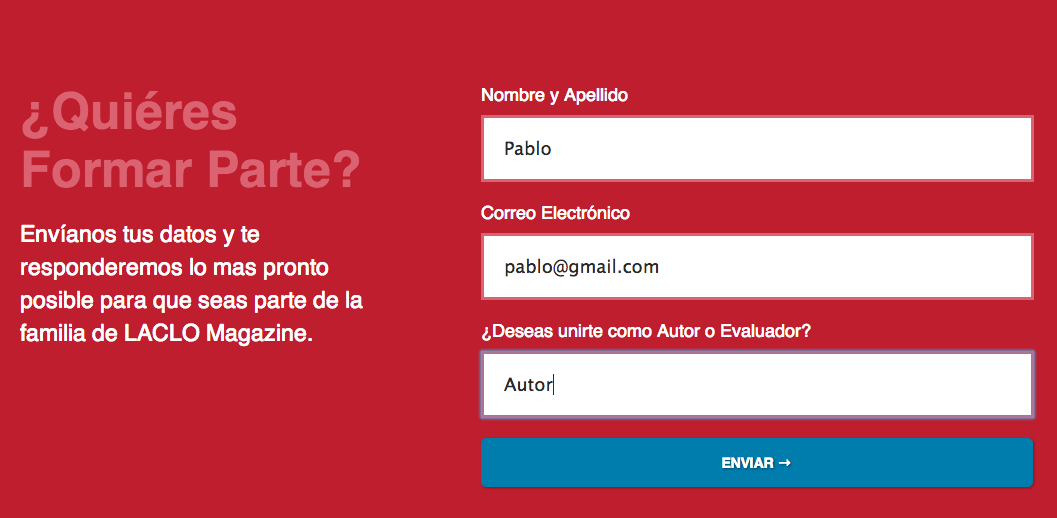 ¿Quiéres
Formar Parte?
Envíanos tus datos y te
responderemos lo mas pronto
posible para que seas parte de la
familia de LACLO Magazine.
Nombre y Apellido
Pablo
Correo Electrónico
pablo@gmail.com
¿Deseas unirte como Autor o Evaluador?
Autor
ENVIAR →